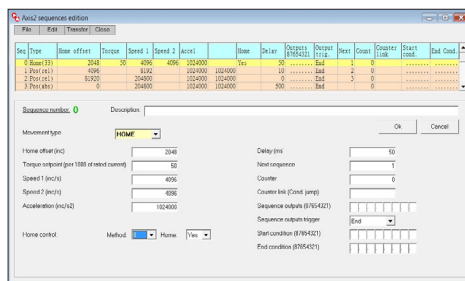 Axis2 sequences edition
File Edit Transfer Close
Seq Type Home offset Torque Speed 1 Speed 2 Accel Home Delay Outputs 87654321 Output trig. Next Count Counter link Start cond. End Cond.
0 Home(33) 2048 50 4096 4096 1024000 Yes 50 ........ End 1 0 ........ ........
1 Pos(rel) 4096 8192 1024000 1024000 10 ........ End 2 0 ........ ........
2 Pos(rel) 81920 204800 1024000 1024000 0 ........ End 3 0 ........ ........
3 Pos(abs) 0 204800 1024000 1024000 500 ........ End ........ ........
Sequence number: 0 Description:
Ok Cancel
Movement type HOME
Home offset (inc) 2048
Torque setpoint (per 1000 of rated current) 50
Speed 1 (inc/s) 4096
Speed 2 (inc/s) 4096
Acceleration (inc/s2) 1024000
Home control: Method: Home: Yes
Delay (ms) 50
Next sequence 1
Counter 0
Counter link (Cond. jump)
Sequence outputs (87654321)
Sequence outputs trigger End
Start condition (87654321)
End condition (87654321)